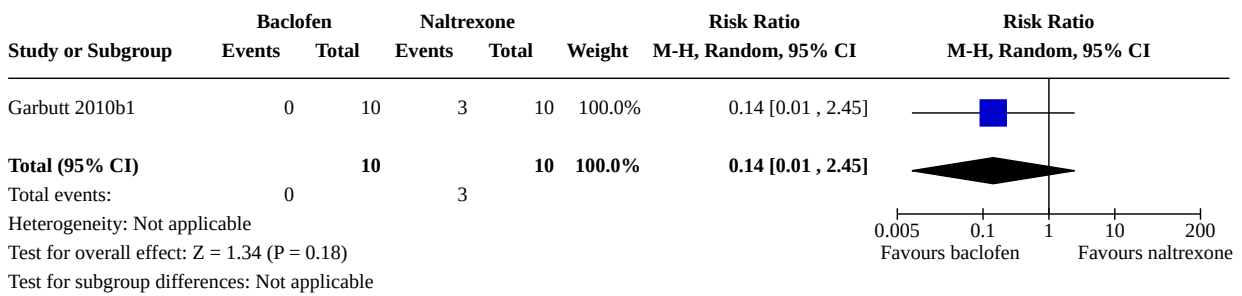 Baclofen Naltrexone Risk Ratio Risk Ratio
Study or Subgroup Events Total Events Total Weight M-H, Random, 95% CI M-H, Random, 95% CI
Garbutt 2010b1 0 10 3 10 100.0% 0.14 [0.01 , 2.45]
Total (95% CI) 10 10 100.0% 0.14 [0.01 , 2.45]
Total events: 0 3
Heterogeneity: Not applicable
0.005 0.1 1 10 200
Test for overall effect: Z = 1.34 (P = 0.18) Favours baclofen Favours naltrexone
Test for subgroup differences: Not applicable